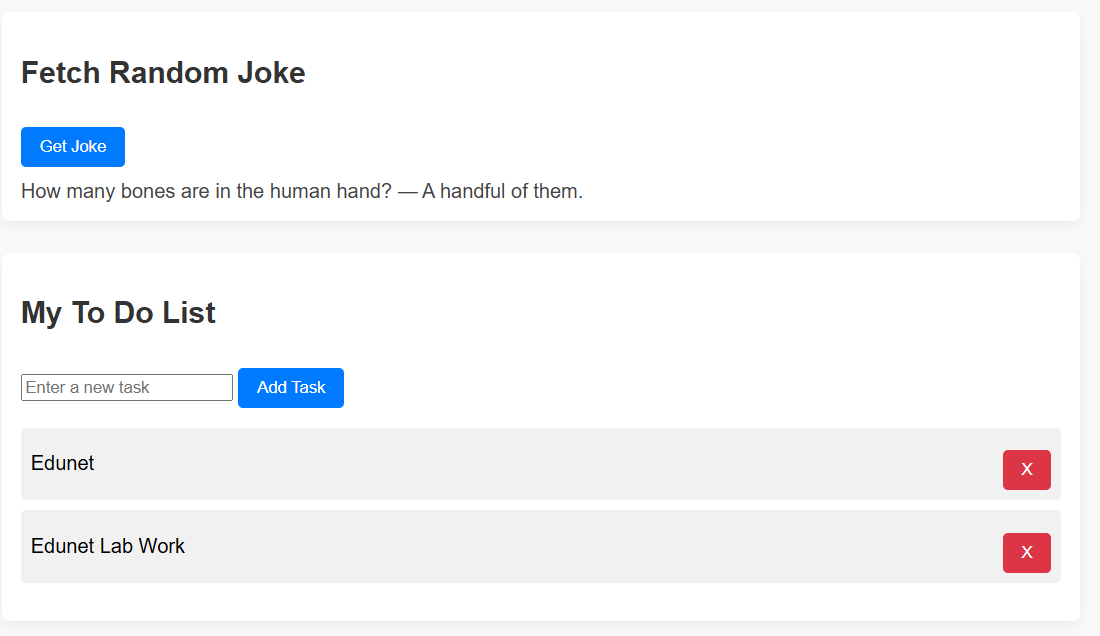 Fetch Random Joke
Get Joke
How many bones are in the human hand? — A handful of them.
My To Do List
Enter a new task Add Task
Edunet X
Edunet Lab Work X